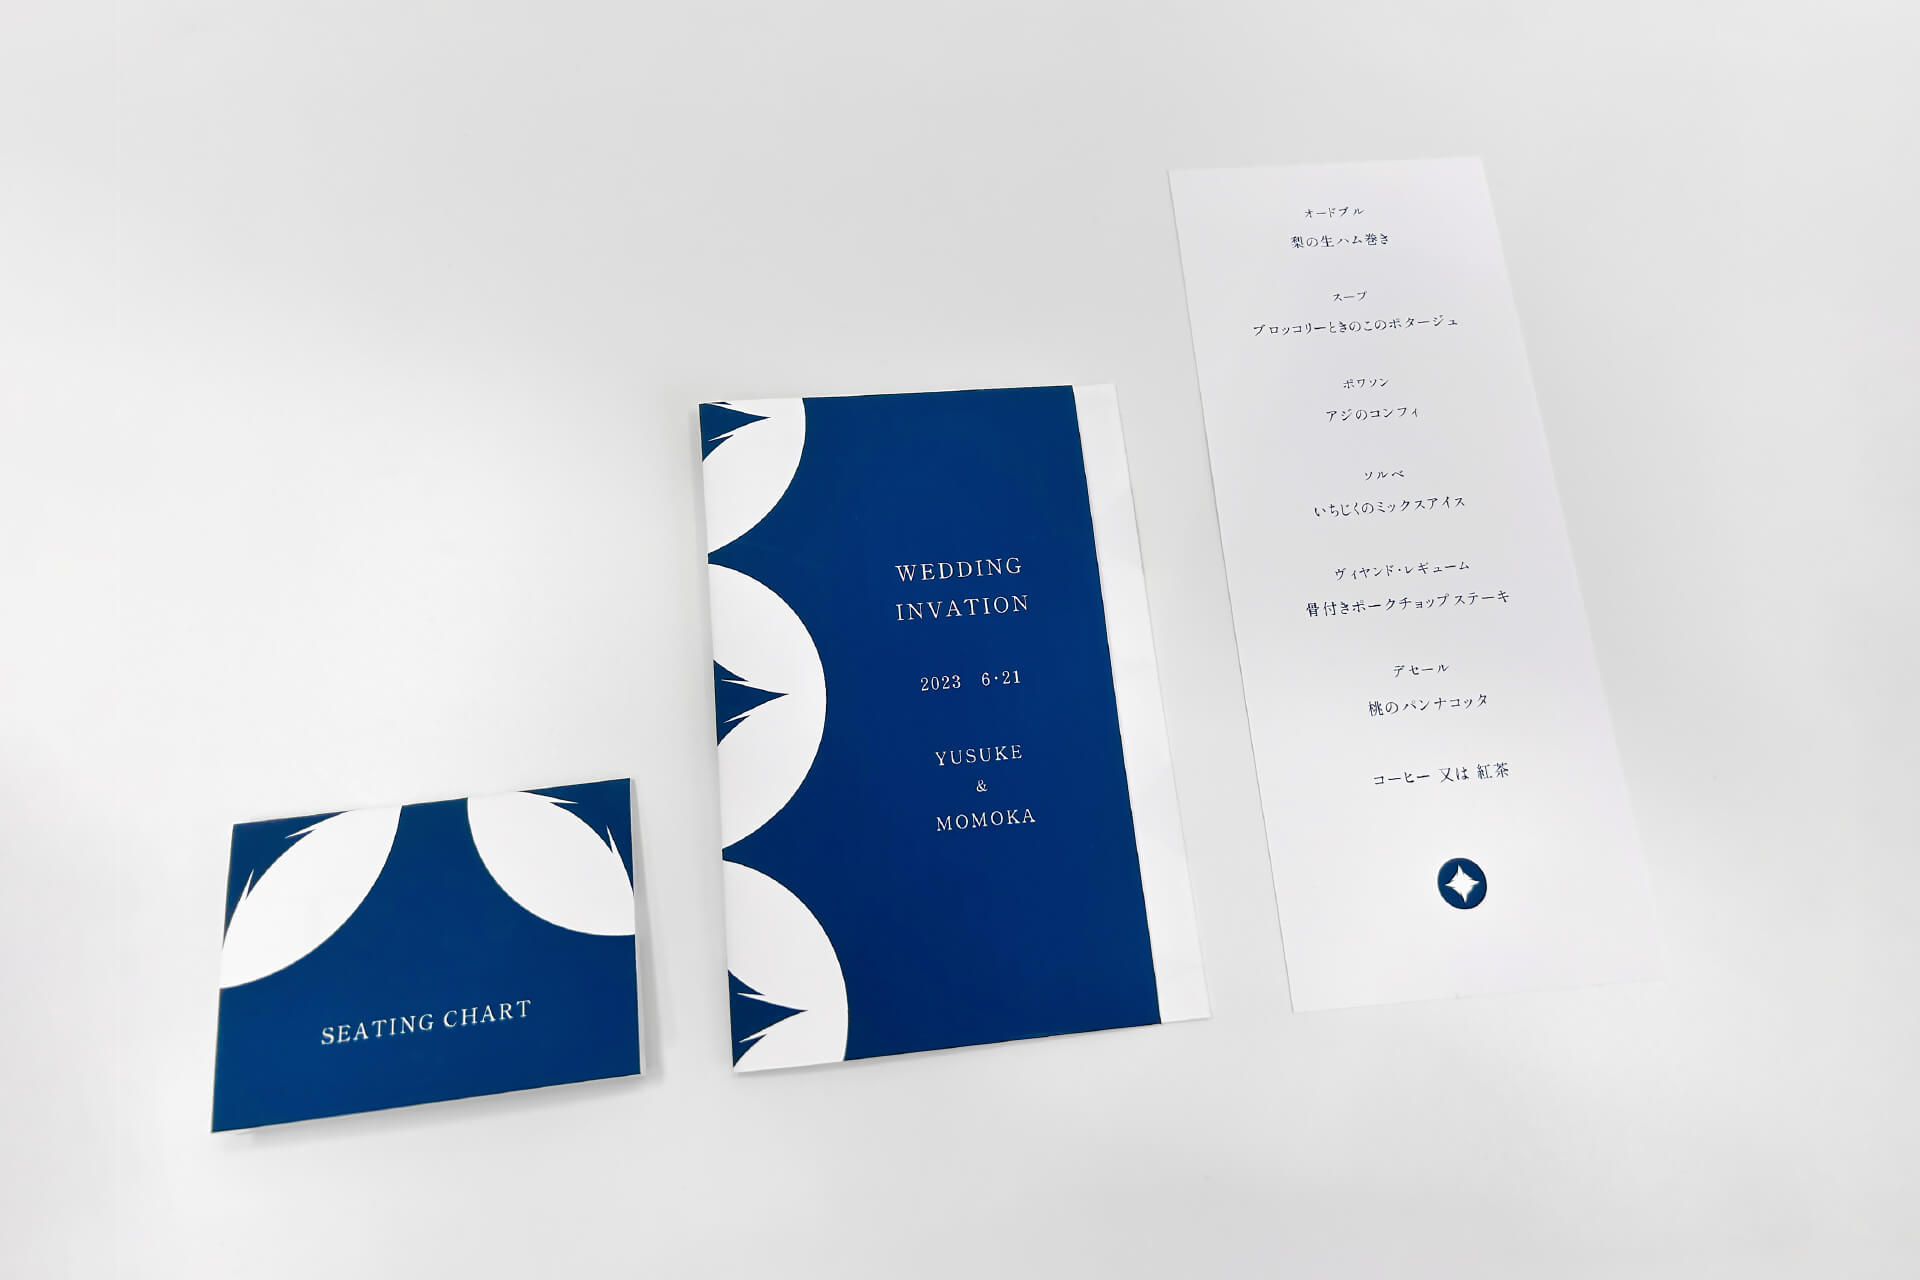 SEATING CHART
WEDDING
INVATION
2023 6・21
YUSUKE
&
MOMOKA
オードブル
梨の生ハム巻き
スープ
ブロッコリーときのこのポタージュ
ポワソン
アジのコンフィ
ソルベ
いちじくのミックスアイス
ヴィヤンド・レギューム
骨付きポークチョップステーキ
デセール
桃のパンナコッタ
コーヒー 又は 紅茶